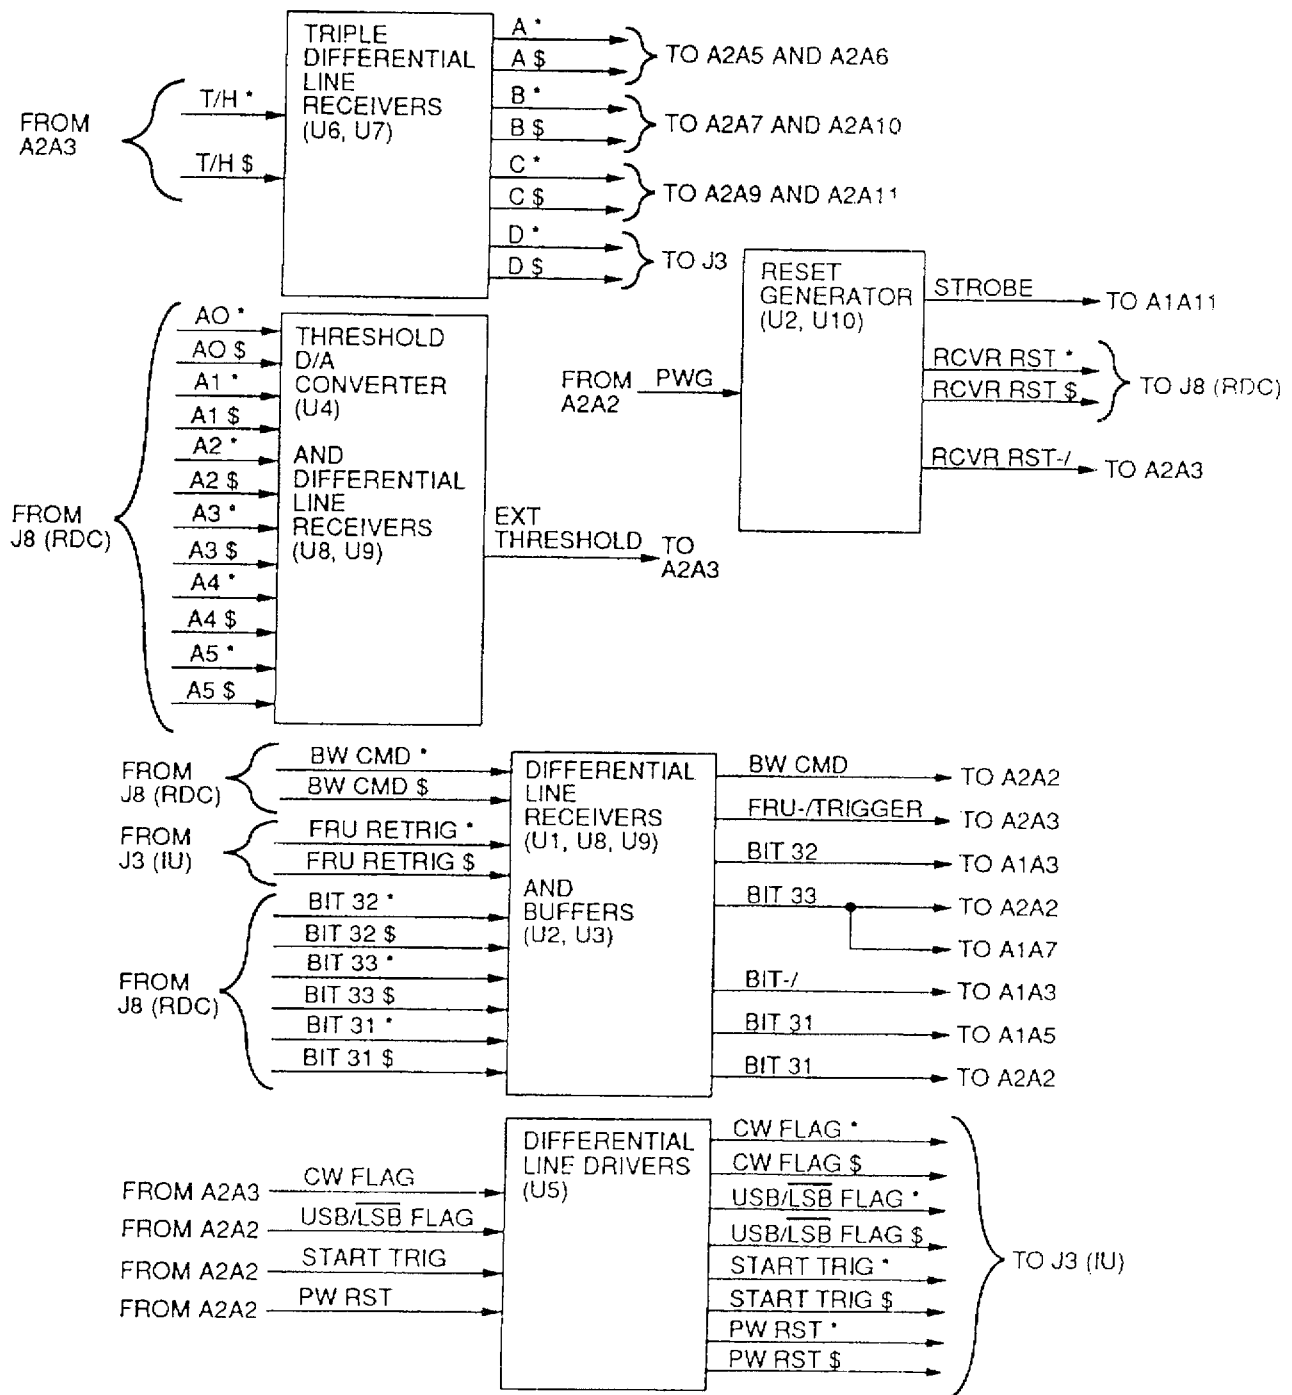 TRIPLE
DIFFERENTIAL
LINE
RECEIVERS
(U6, U7)
FROM
A2A3
T/H *
T/H $
A *
A $
TO A2A5 AND A2A6
B *
B $
TO A2A7 AND A2A10
C *
C $
TO A2A9 AND A2A11
D *
D $
TO J3
RESET
GENERATOR
(U2, U10)
FROM
A2A2
PWG
STROBE
TO A1A11
RCVR RST *
RCVR RST $
TO J8 (RDC)
RCVR RST-/
TO A2A3
FROM
J8 (RDC)
AO *
AO $
A1 *
A1 $
A2 *
A2 $
A3 *
A3 $
A4 *
A4 $
A5 *
A5 $
THRESHOLD
D/A
CONVERTER
(U4)
AND
DIFFERENTIAL
LINE
RECEIVERS
(U8, U9)
EXT
THRESHOLD
TO
A2A3
FROM
J8 (RDC)
BW CMD *
BW CMD $
FROM
J3 (IU)
FRU RETRIG *
FRU RETRIG $
FROM
J8 (RDC)
BIT 32 *
BIT 32 $
BIT 33 *
BIT 33 $
BIT 31 *
BIT 31 $
DIFFERENTIAL
LINE
RECEIVERS
(U1, U8, U9)
AND
BUFFERS
(U2, U3)
BW CMD
TO A2A2
FRU-/TRIGGER
TO A2A3
BIT 32
TO A1A3
BIT 33
TO A2A2
TO A1A7
BIT-/
TO A1A3
BIT 31
TO A1A5
BIT 31
TO A2A2
FROM A2A3
CW FLAG
FROM A2A2
USB/L̅S̅B̅ FLAG
FROM A2A2
START TRIG
FROM A2A2
PW RST
DIFFERENTIAL
LINE DRIVERS
(U5)
CW FLAG *
CW FLAG $
USB/L̅S̅B̅ FLAG *
USB/L̅S̅B̅ FLAG $
START TRIG *
START TRIG $
PW RST *
PW RST $
TO J3 (IU)